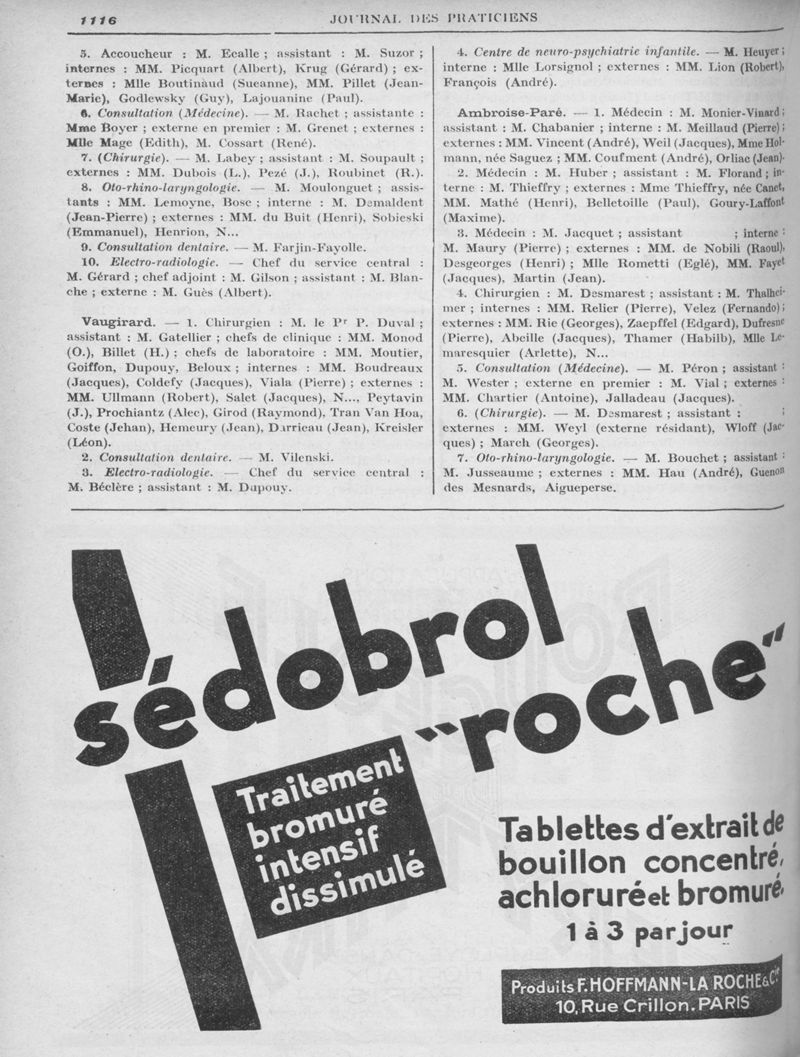 1116
JOURNAL DES PRATICIENS
5. Accoucheur : M. Ecalle ; assistant : M. Suzor ;
internes : MM. Picquart (Albert), Krug (Gérard) ; ex-
ternes : Mlle Boutinaud (Sueanne), MM. Pillet (Jean-
Marie), Godlewsky (Guy), Lajouanine (Paul).
6. Consultation (Médecine). — M. Rachet ; assistante :
Mme Boyer ; externe en premier : M. Grenet ; externes :
Mlle Mage (Edith), M. Cossart (René).
7. (Chirurgie). — M. Labey ; assistant : M. Soupault ;
externes : MM. Dubois (L.), Pezé (J.), Roubinet (R.).
8. Oto-rhino-laryngologie. — M. Moulonguet ; assis-
tants : MM. Lemoyne, Bosc ; interne : M. Demaldent
(Jean-Pierre) ; externes : MM. du Buit (Henri), Sobieski
(Emmanuel), Henrion, N...
9. Consultation dentaire. — M. Farjin-Fayolle.
10. Electro-radiologie. — Chef du service central :
M. Gérard ; chef adjoint : M. Gilson ; assistant : M. Blan-
che ; externe : M. Guès (Albert).
Vaugirard. — 1. Chirurgien : M. le Pr P. Duval ;
assistant : M. Gatellier ; chefs de clinique : MM. Monod
(O.), Billet (H.) ; chefs de laboratoire : MM. Moutier,
Goiffon, Dupouy, Beloux ; internes : MM. Boudreaux
(Jacques), Coldefy (Jacques), Viala (Pierre) ; externes :
MM. Ullmann (Robert), Salet (Jacques), N..., Peytavin
(J.), Prochiantz (Alec), Girod (Raymond), Tran Van Hoa,
Coste (Jehan), Hemeury (Jean), Darrieau (Jean), Kreisler
(Léon).
2. Consultation dentaire. — M. Vilenski.
3. Electro-radiologie. — Chef du service central :
M. Béclère ; assistant : M. Dupouy.
4. Centre de neuro-psychiatrie infantile. — M. Heuyer ;
interne : Mlle Lorsignol ; externes : MM. Lion (Robert),
François (André).
Ambroise-Paré. — 1. Médecin : M. Monier-Vinard ;
assistant : M. Chabanier ; interne : M. Meillaud (Pierre) ;
externes : MM. Vincent (André), Weil (Jacques), Mme Hol-
mann, née Saguez ; MM. Coufment (André), Orliac (Jean).
2. Médecin : M. Huber ; assistant : M. Florand ; in-
terne : M. Thieffry ; externes : Mme Thieffry, née Canet,
MM. Mathé (Henri), Belletoille (Paul), Goury-Laffont
(Maxime).
3. Médecin : M. Jacquet ; assistant ; interne :
M. Maury (Pierre) ; externes : MM. de Nobili (Raoul),
Desgeorges (Henri) ; Mlle Rometti (Eglé), MM. Fayet
(Jacques), Martin (Jean).
4. Chirurgien : M. Desmarest ; assistant : M. Thalhei-
mer ; internes : MM. Relier (Pierre), Velez (Fernando) ;
externes : MM. Rie (Georges), Zaepffel (Edgard), Dufresne
(Pierre), Abeille (Jacques), Thamer (Habilb), Mlle Le-
maresquier (Arlette), N...
5. Consultation (Médecine). — M. Péron ; assistant :
M. Wester ; externe en premier : M. Vial ; externes :
MM. Chartier (Antoine), Jalladeau (Jacques).
6. (Chirurgie). — M. Desmarest ; assistant : ;
externes : MM. Weyl (externe résidant), Wloff (Jac-
ques) ; March (Georges).
7. Oto-rhino-laryngologie. — M. Bouchet ; assistant :
M. Jusseaume ; externes : MM. Hau (André), Guenon
des Mesnards, Aigueperse.
sédobrol
"roche"
Traitement
bromuré
intensif
dissimulé
Tablettes d'extrait de
bouillon concentré,
achloruré et bromuré,
1 à 3 par jour
Produits F. HOFFMANN-LA ROCHE & Cie
10, Rue Crillon. PARIS